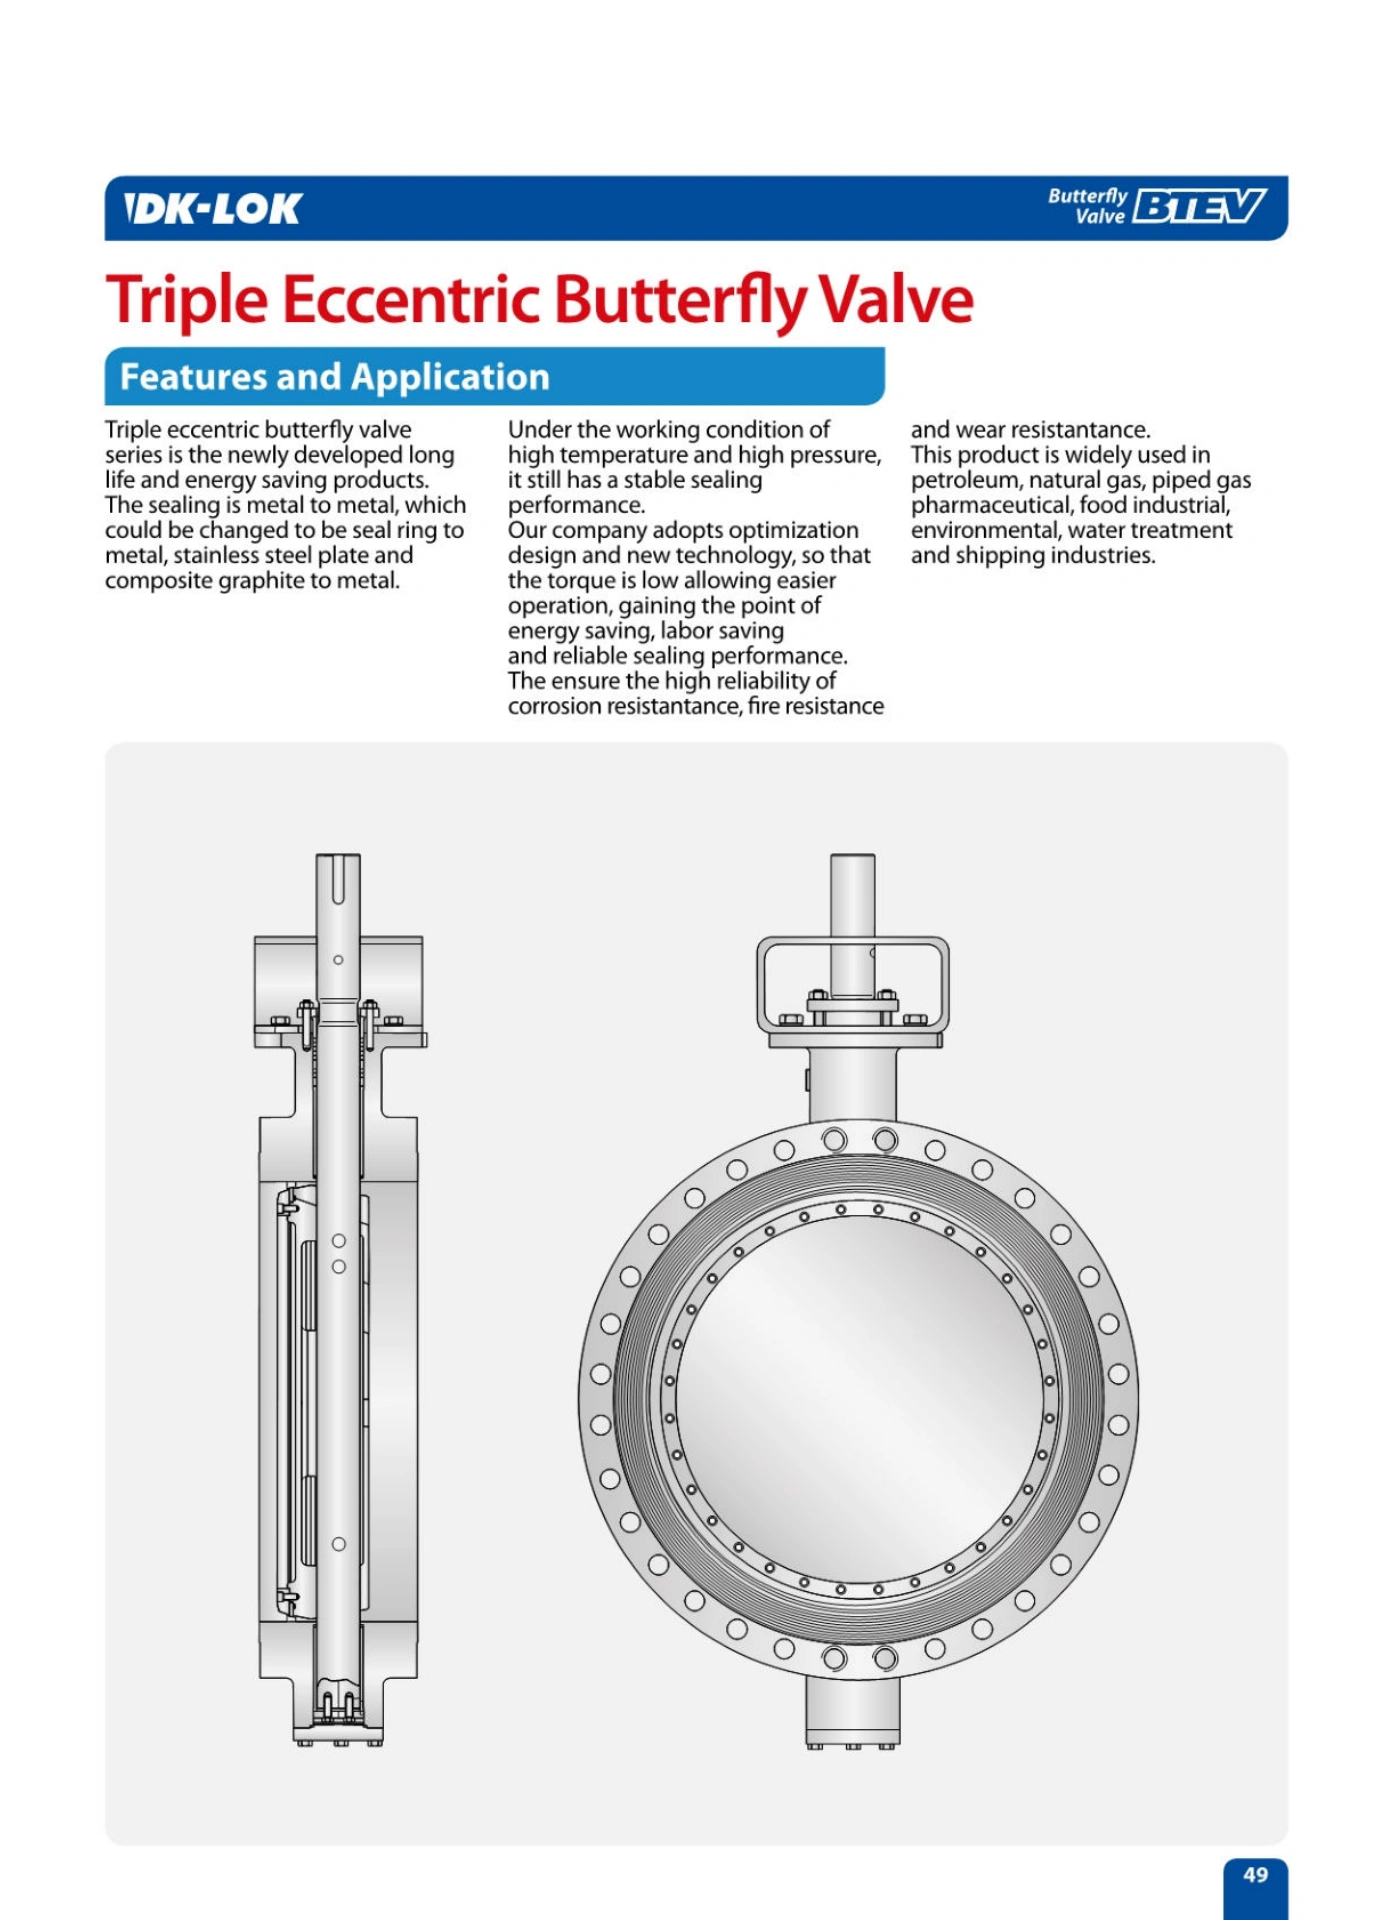 DK-LOK
Butterfly
Valve
BTEV
Triple Eccentric Butterfly Valve
Features and Application
Triple eccentric butterfly valve
series is the newly developed long
life and energy saving products.
The sealing is metal to metal, which
could be changed to be seal ring to
metal, stainless steel plate and
composite graphite to metal.
Under the working condition of
high temperature and high pressure,
it still has a stable sealing
performance.
Our company adopts optimization
design and new technology, so that
the torque is low allowing easier
operation, gaining the point of
energy saving, labor saving
and reliable sealing performance.
The ensure the high reliability of
corrosion resistantance, fire resistance
and wear resistantance.
This product is widely used in
petroleum, natural gas, piped gas
pharmaceutical, food industrial,
environmental, water treatment
and shipping industries.
49